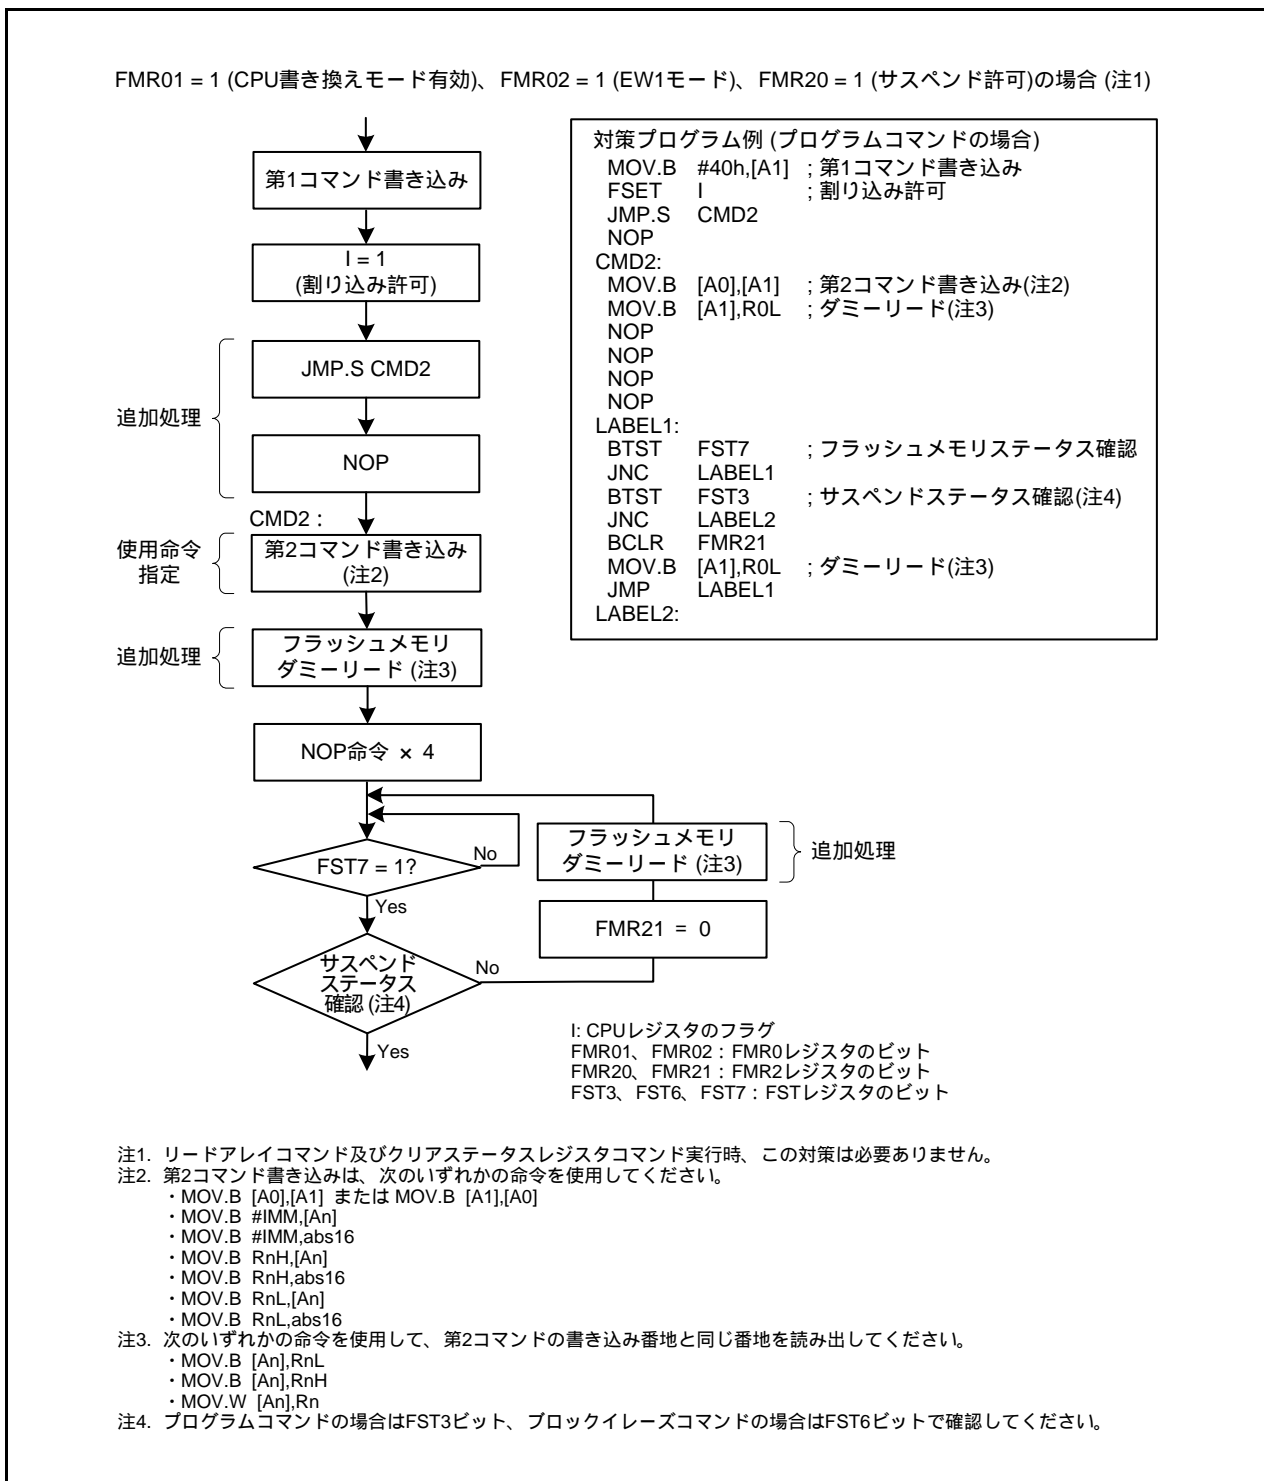 FMR01 = 1 (CPU書き換えモード有効)、FMR02 = 1 (EW1モード)、FMR20 = 1 (サスペンド許可)の場合 (注1)
第1コマンド書き込み
I = 1
(割り込み許可)
追加処理
JMP.S CMD2
NOP
CMD2 :
使用命令
指定
第2コマンド書き込み
(注2)
追加処理
フラッシュメモリ
ダミーリード (注3)
NOP命令 × 4
FST7 = 1?
No
Yes
サスペンド
ステータス
確認 (注4)
No
Yes
フラッシュメモリ
ダミーリード (注3)
追加処理
FMR21 = 0
対策プログラム例 (プログラムコマンドの場合)
MOV.B #40h,[A1] ; 第1コマンド書き込み
FSET I ; 割り込み許可
JMP.S CMD2
NOP
CMD2:
MOV.B [A0],[A1] ; 第2コマンド書き込み(注2)
MOV.B [A1],R0L ; ダミーリード(注3)
NOP
NOP
NOP
NOP
LABEL1:
BTST FST7 ; フラッシュメモリステータス確認
JNC LABEL1
BTST FST3 ; サスペンドステータス確認(注4)
JNC LABEL2
BCLR FMR21
MOV.B [A1],R0L ; ダミーリード(注3)
JMP LABEL1
LABEL2:
I: CPUレジスタのフラグ
FMR01、FMR02 : FMR0レジスタのビット
FMR20、FMR21 : FMR2レジスタのビット
FST3、FST6、FST7 : FSTレジスタのビット
注1. リードアレイコマンド及びクリアステータスレジスタコマンド実行時、この対策は必要ありません。
注2. 第2コマンド書き込みは、次のいずれかの命令を使用してください。
・MOV.B [A0],[A1] または MOV.B [A1],[A0]
・MOV.B #IMM,[An]
・MOV.B #IMM,abs16
・MOV.B RnH,[An]
・MOV.B RnH,abs16
・MOV.B RnL,[An]
・MOV.B RnL,abs16
注3. 次のいずれかの命令を使用して、第2コマンドの書き込み番地と同じ番地を読み出してください。
・MOV.B [An],RnL
・MOV.B [An],RnH
・MOV.W [An],Rn
注4. プログラムコマンドの場合はFST3ビット、ブロックイレーズコマンドの場合はFST6ビットで確認してください。